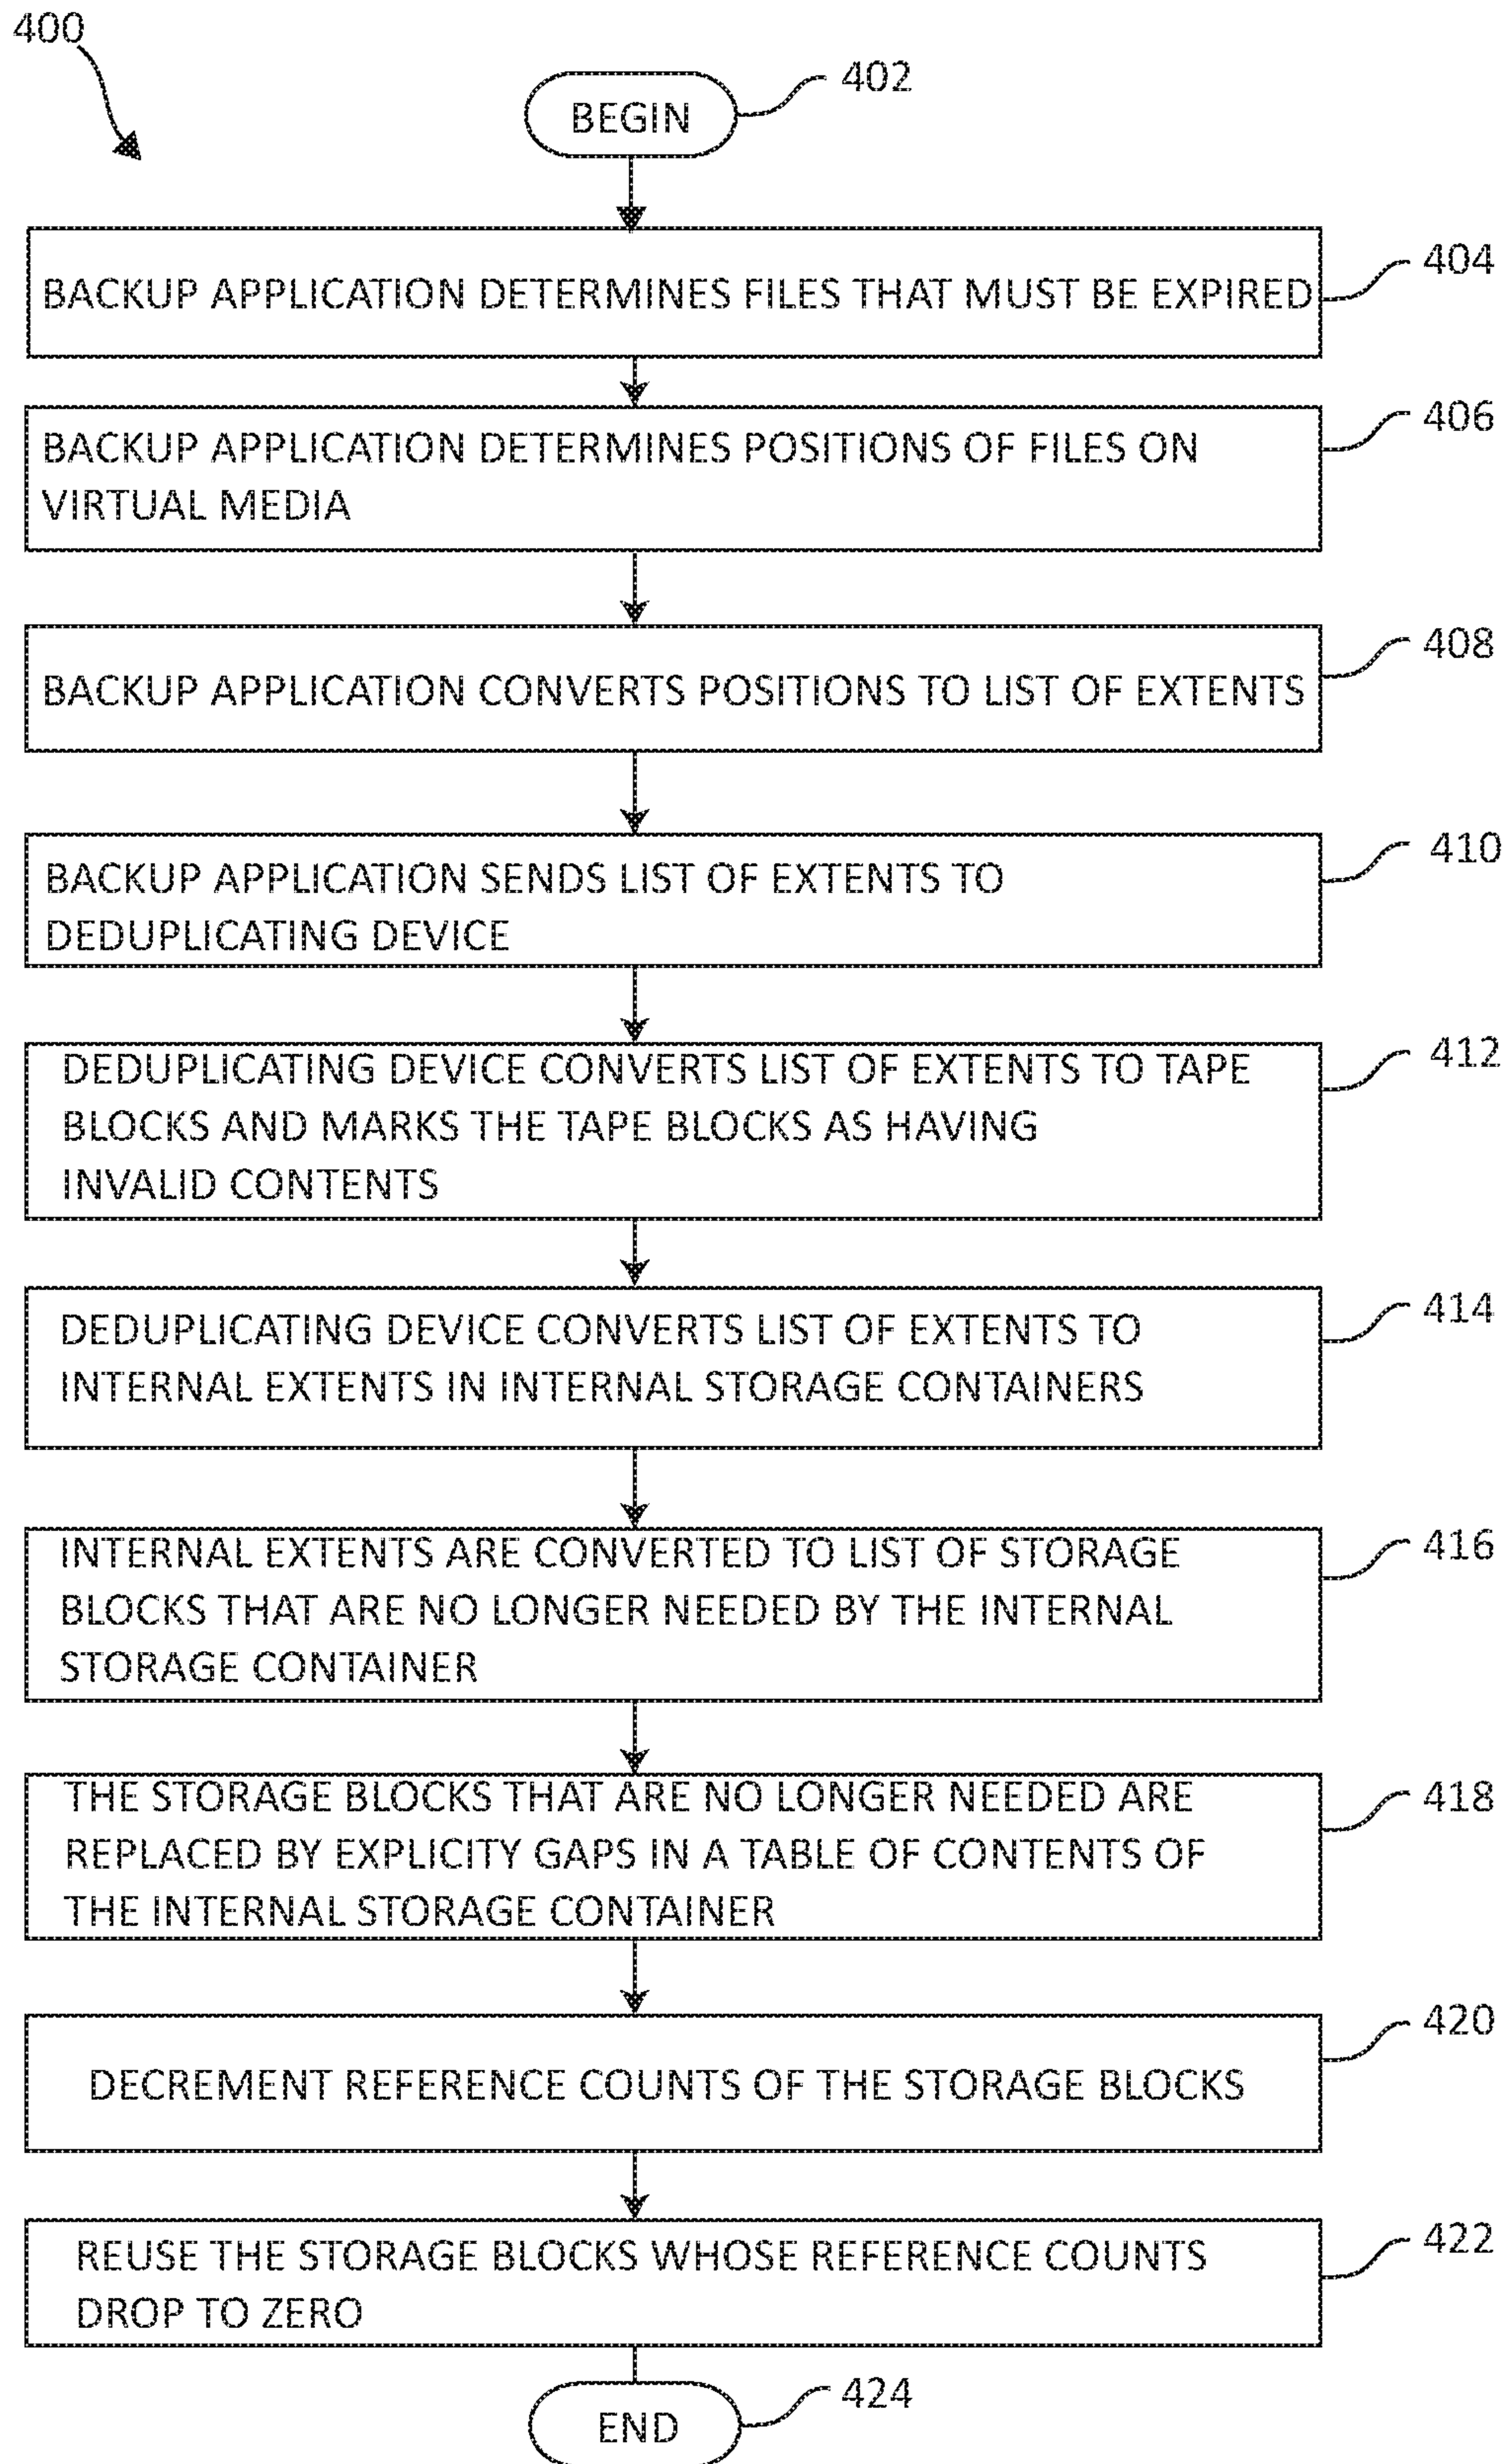 400
BEGIN
402
BACKUP APPLICATION DETERMINES FILES THAT MUST BE EXPIRED
404
BACKUP APPLICATION DETERMINES POSITIONS OF FILES ON
VIRTUAL MEDIA
406
BACKUP APPLICATION CONVERTS POSITIONS TO LIST OF EXTENTS
408
BACKUP APPLICATION SENDS LIST OF EXTENTS TO
DEDUPLICATING DEVICE
410
DEDUPLICATING DEVICE CONVERTS LIST OF EXTENTS TO TAPE
BLOCKS AND MARKS THE TAPE BLOCKS AS HAVING
INVALID CONTENTS
412
DEDUPLICATING DEVICE CONVERTS LIST OF EXTENTS TO
INTERNAL EXTENTS IN INTERNAL STORAGE CONTAINERS
414
INTERNAL EXTENTS ARE CONVERTED TO LIST OF STORAGE
BLOCKS THAT ARE NO LONGER NEEDED BY THE INTERNAL
STORAGE CONTAINER
416
THE STORAGE BLOCKS THAT ARE NO LONGER NEEDED ARE
REPLACED BY EXPLICITY GAPS IN A TABLE OF CONTENTS OF
THE INTERNAL STORAGE CONTAINER
418
DECREMENT REFERENCE COUNTS OF THE STORAGE BLOCKS
420
REUSE THE STORAGE BLOCKS WHOSE REFERENCE COUNTS
DROP TO ZERO
422
END
424